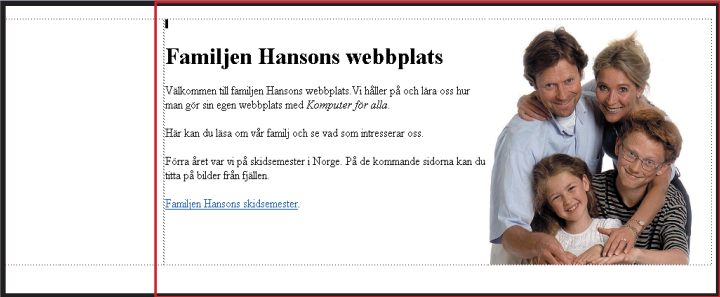 Familjen Hansons webbplats
Välkommen till familjen Hansons webbplats.Vi håller på och lära oss hur
man gör sin egen webbplats med Komputer för alla.
Här kan du läsa om vår familj och se vad som intresserar oss.
Förra året var vi på skidsemester i Norge. På de kommande sidorna kan du
titta på bilder från fjällen.
Familjen Hansons skidsemester.